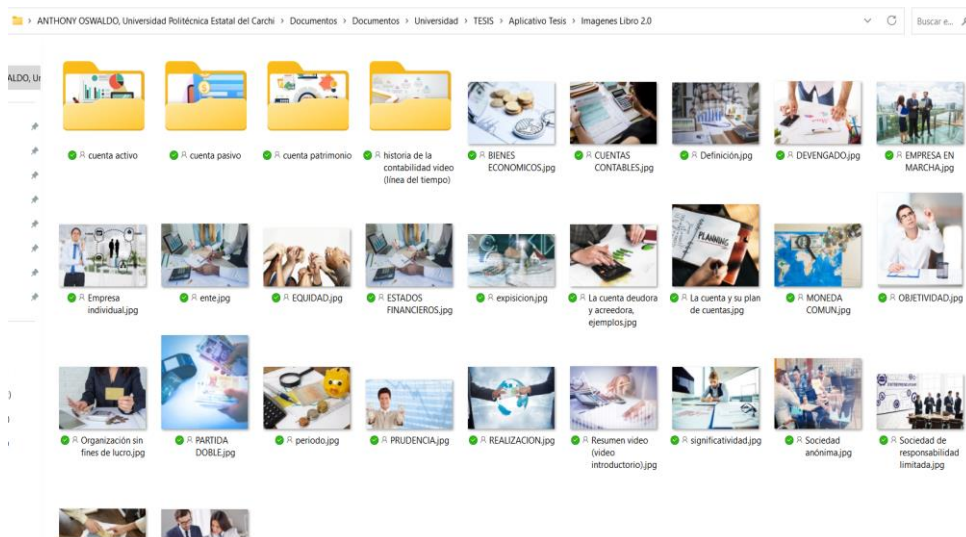 ANTHONY OSWALDO, Universidad Politécnica Estatal del Carchi > Documentos > Documentos > Universidad > TESIS > Aplicativo Tesis > Imagenes Libro 2.0
Buscar e...
ALDO, Ur
cuenta activo
cuenta pasivo
cuenta patrimonio
historia de la
contabilidad video
(línea del tiempo)
BIENES
ECONOMICOS.jpg
CUENTAS
CONTABLES.jpg
Definición.jpg
DEVENGADO.jpg
EMPRESA EN
MARCHA.jpg
Empresa
individual.jpg
ente.jpg
EQUIDAD.jpg
ESTADOS
FINANCIEROS.jpg
expisicion.jpg
La cuenta deudora
y acreedora,
ejemplos.jpg
PLANNING
La cuenta y su plan
de cuentas.jpg
MONEDA
COMUN.jpg
OBJETIVIDAD.jpg
Organización sin
fines de lucro.jpg
PARTIDA
DOBLE.jpg
periodo.jpg
PRUDENCIA.jpg
REALIZACION.jpg
Resumen video
(video
introductorio).jpg
significatividad.jpg
Sociedad
anónima.jpg
Sociedad de
responsabilidad
limitada.jpg